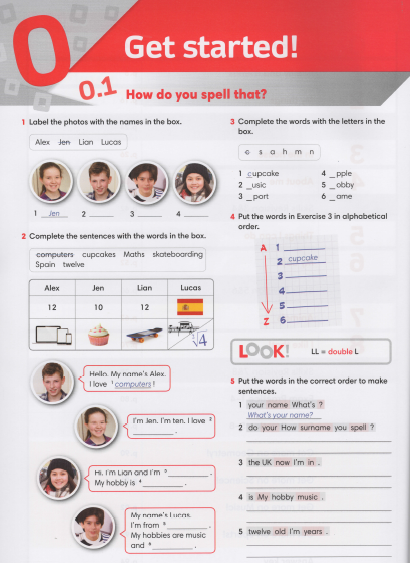 0
Get started!
0.1 How do you spell that?
1 Label the photos with the names in the box.
Alex Jen Lian Lucas
1 Jen 2 ______ 3 ______ 4 ______
2 Complete the sentences with the words in the box.
computers cupcakes Maths skateboarding
Spain twelve
Alex Jen Lian Lucas
12 10 12
√4
Hello. My name's Alex.
I love ¹ computers !
I'm Jen. I'm ten. I love ²
______ .
Hi. I'm Lian and I'm ³ ______ .
My hobby is ⁴ ______ .
My name's Lucas.
I'm from ⁵ ______ .
My hobbies are music
and ⁶ ______ .
3 Complete the words with the letters in the
box.
c s a h m n
1 cupcake
2 _usic
3 _port
4 _pple
5 _obby
6 _ame
4 Put the words in Exercise 3 in alphabetical
order.
A
1 ______
2 cupcake
3 ______
4 ______
5 ______
Z 6 ______
LOOK! LL = double L
5 Put the words in the correct order to make
sentences.
1 your name What's ?
What's your name?
2 do your How surname you spell ?
3 the UK now I'm in .
4 is My hobby music .
5 twelve old I'm years .